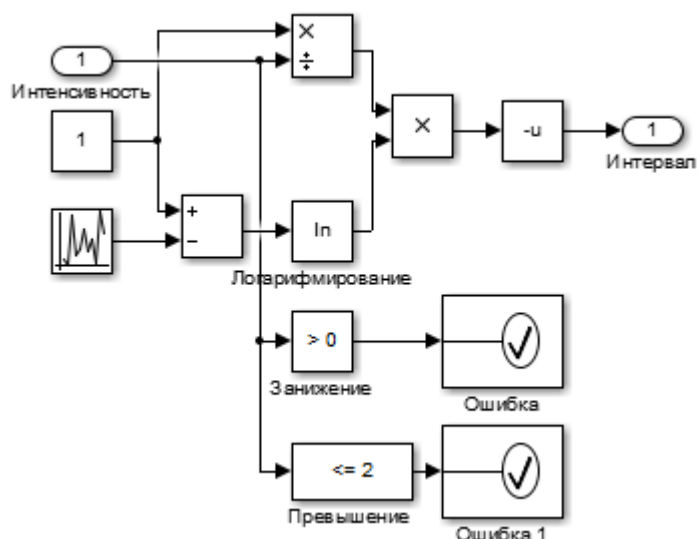 ×
÷
1
Интенсивность
1
×
-u
1
Интервал
+
−
ln
Логарифмирование
> 0
Занижение
Ошибка
<= 2
Превышение
Ошибка 1